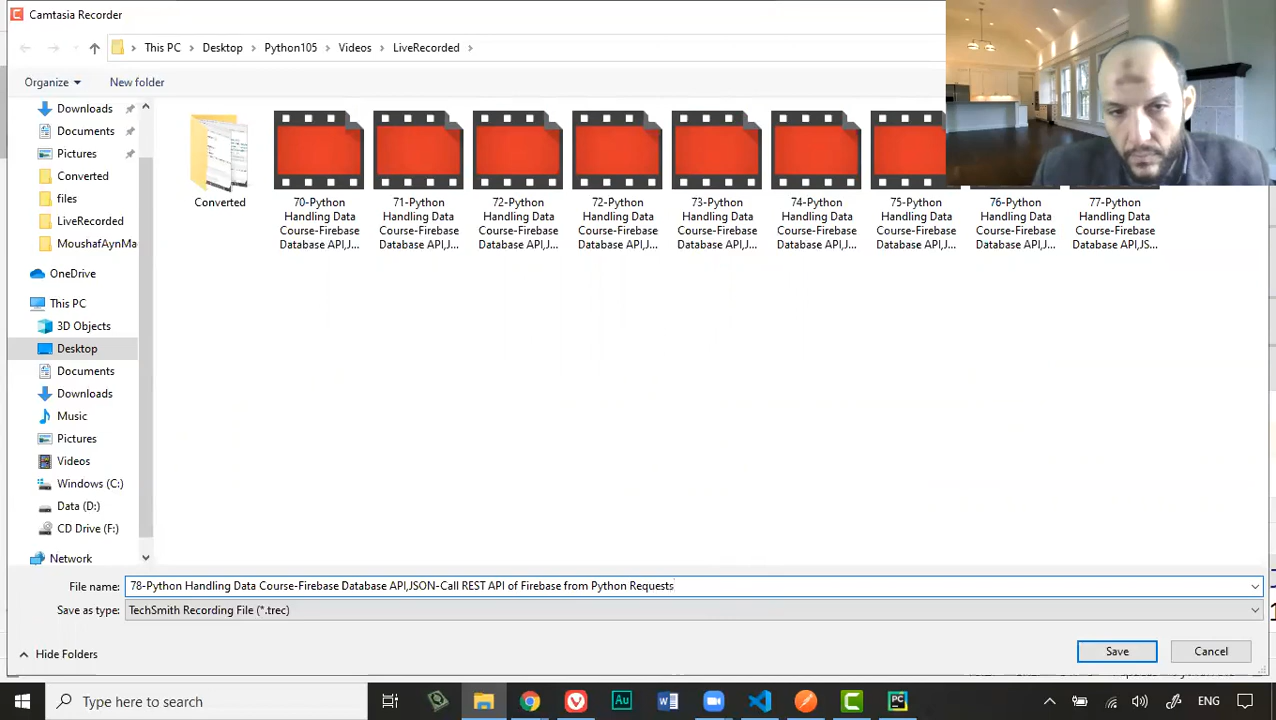 Camtasia Recorder
This PC > Desktop > Python105 > Videos > LiveRecorded >
Organize
New folder
Downloads
Documents
Pictures
Converted
files
LiveRecorded
MoushafAynMa
OneDrive
This PC
3D Objects
Desktop
Documents
Downloads
Music
Pictures
Videos
Windows (C:)
Data (D:)
CD Drive (F:)
Network
Converted
70-Python
Handling Data
Course-Firebase
Database API,J...
71-Python
Handling Data
Course-Firebase
Database API,J...
72-Python
Handling Data
Course-Firebase
Database API,J...
72-Python
Handling Data
Course-Firebase
Database API,J...
73-Python
Handling Data
Course-Firebase
Database API,J...
74-Python
Handling Data
Course-Firebase
Database API,J...
75-Python
Handling Data
Course-Firebase
Database API,J...
76-Python
Handling Data
Course-Firebase
Database API,J...
77-Python
Handling Data
Course-Firebase
Database API,JS...
File name: 78-Python Handling Data Course-Firebase Database API,JSON-Call REST API of Firebase from Python Requests
Save as type: TechSmith Recording File (*.trec)
Hide Folders
Save
Cancel
Type here to search
ENG